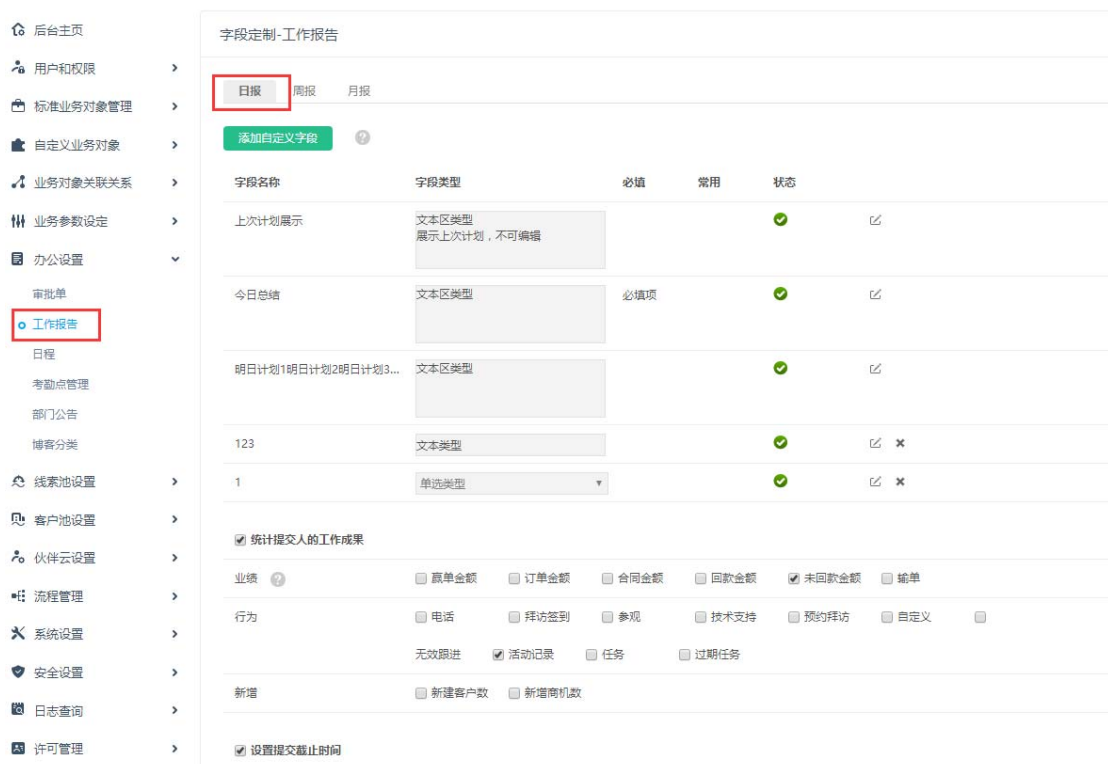 后台主页
用户和权限
标准业务对象管理
自定义业务对象
业务对象关联关系
业务参数设定
办公设置
审批单
工作报告
日程
考勤点管理
部门公告
博客分类
线索池设置
客户池设置
伙伴云设置
流程管理
系统设置
安全设置
日志查询
许可管理
字段定制-工作报告
日报 周报 月报
添加自定义字段 ?
字段名称 字段类型 必填 常用 状态
上次计划展示 文本区类型
展示上次计划，不可编辑
今日总结 文本区类型 必填项
明日计划1明日计划2明日计划3... 文本区类型
123 文本类型
1 单选类型
统计提交人的工作成果
业绩 ? 赢单金额 订单金额 合同金额 回款金额 未回款金额 输单
行为 电话 拜访签到 参观 技术支持 预约拜访 自定义
无效跟进 活动记录 任务 过期任务
新增 新建客户数 新增商机数
设置提交截止时间